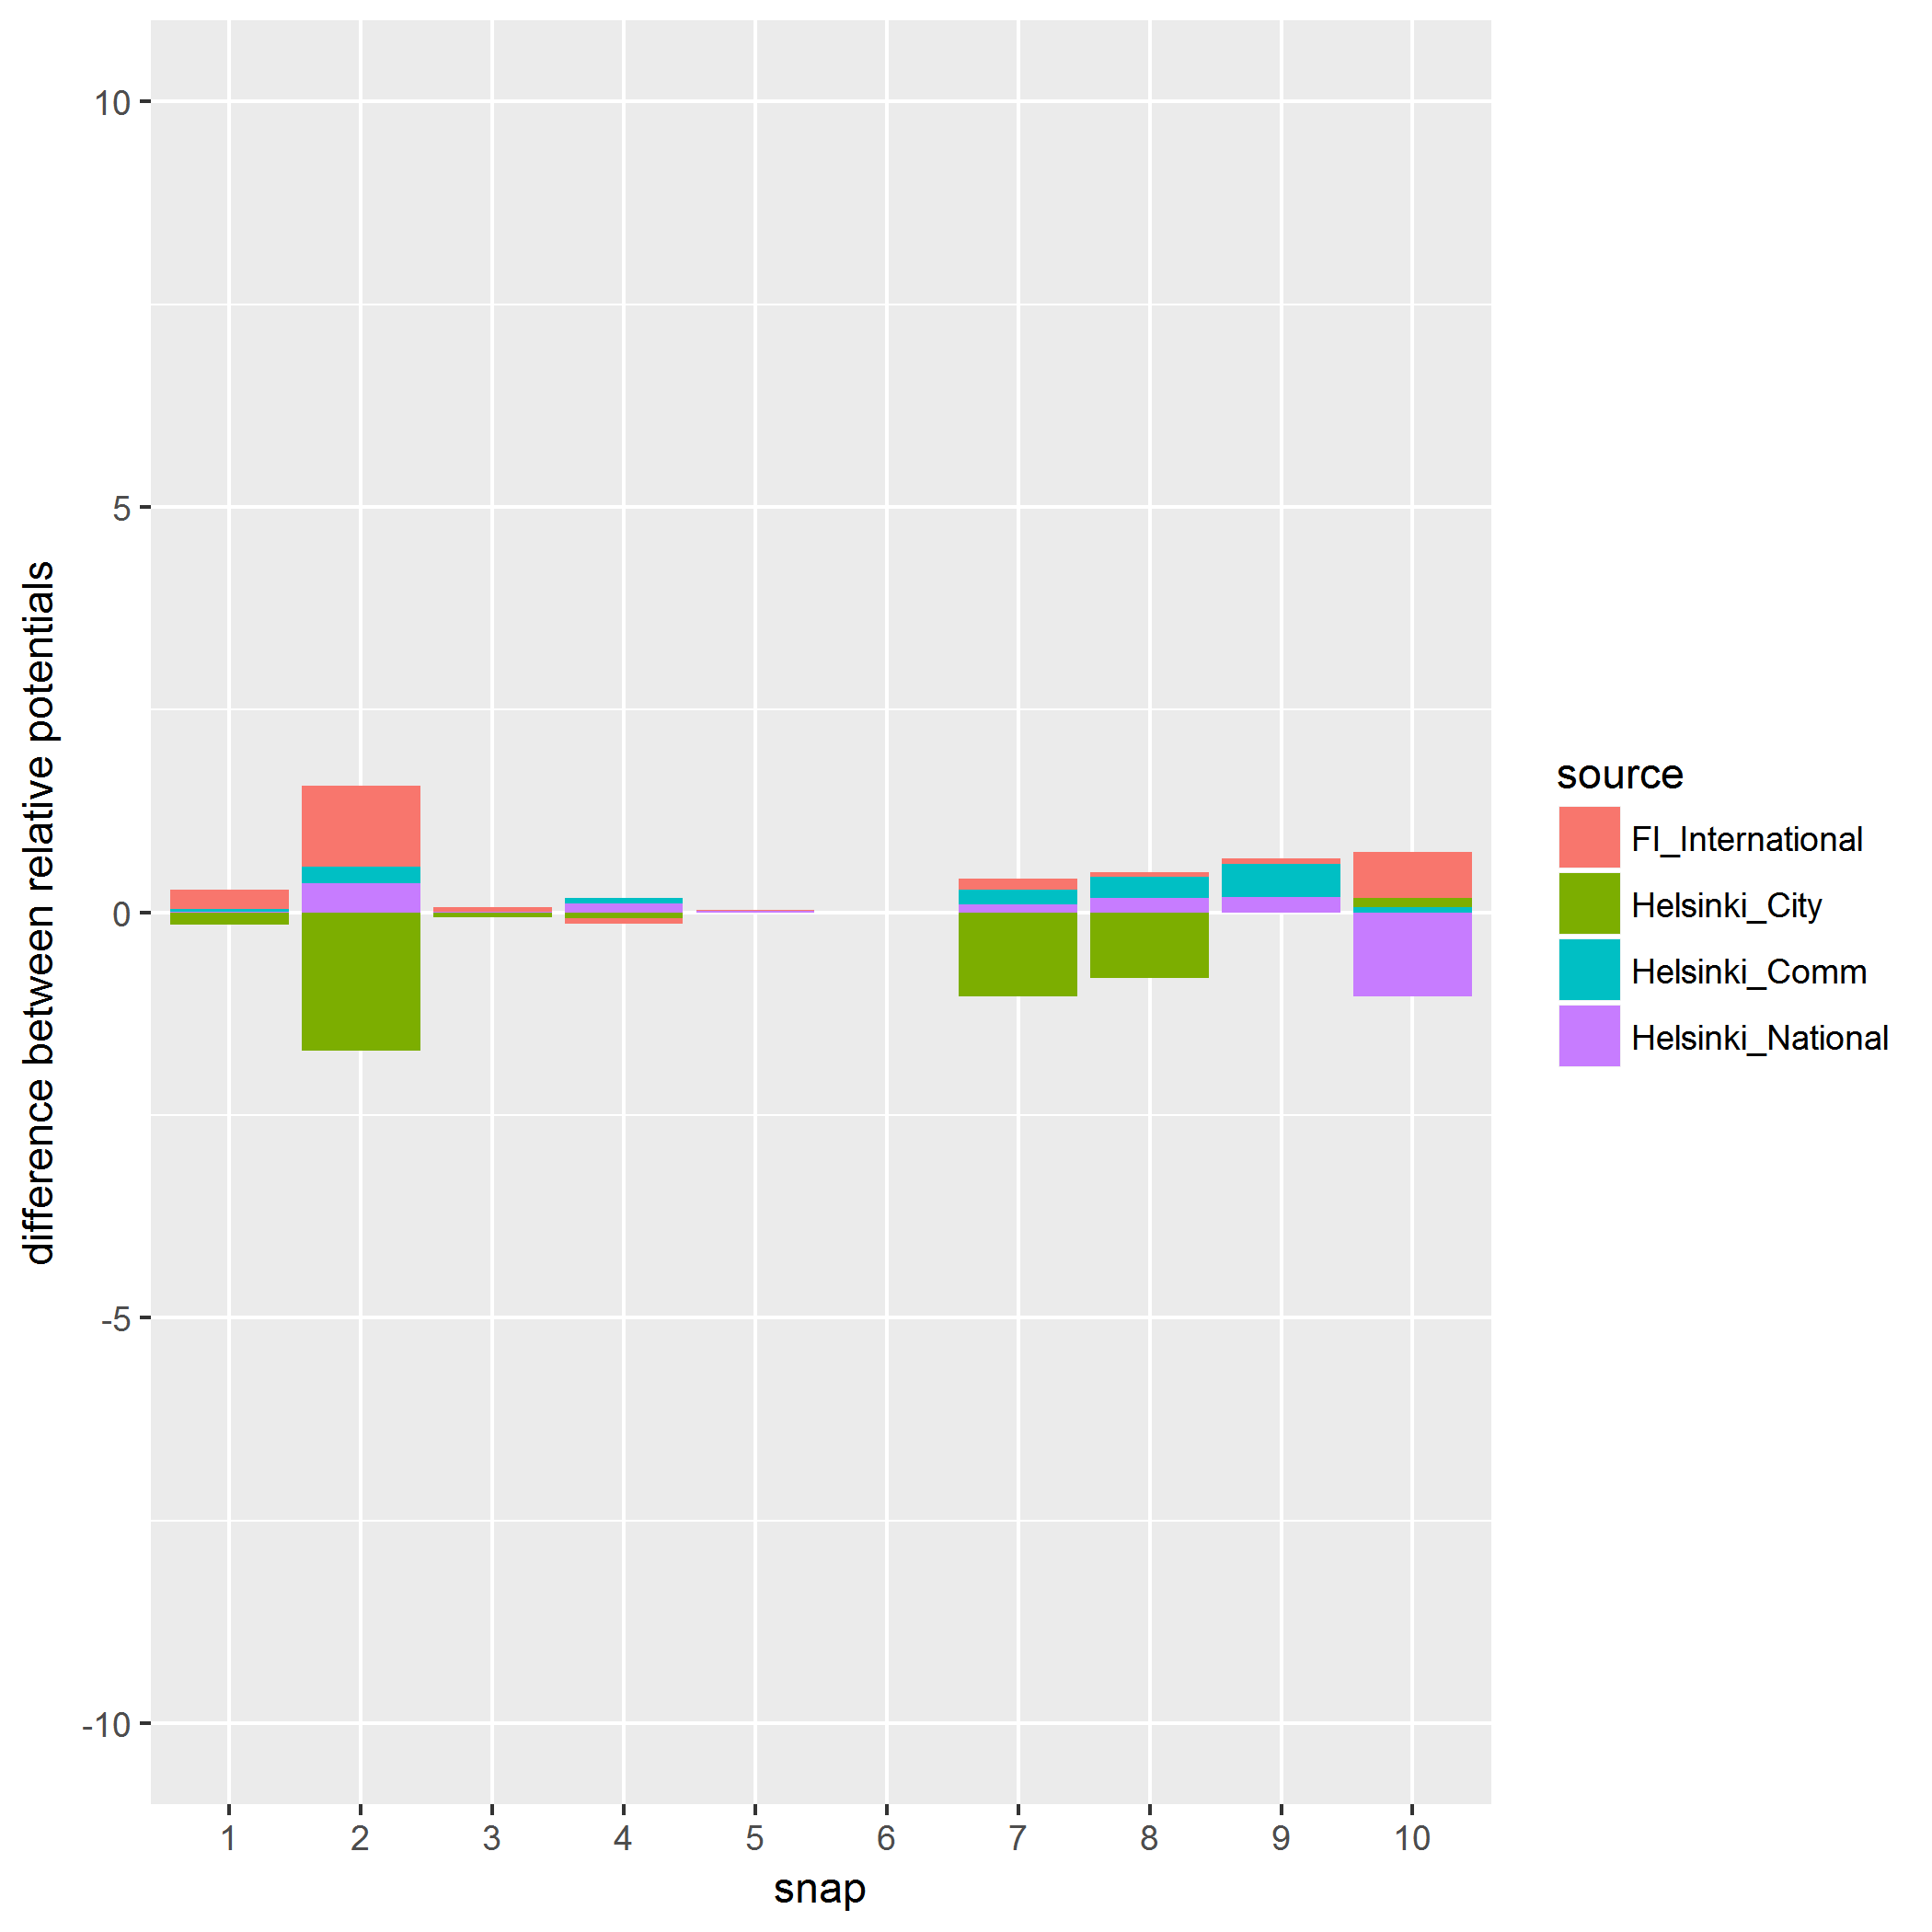 difference between relative potentials
10
5
0
-5
-10
1 2 3 4 5 6 7 8 9 10
snap
source
FI_International
Helsinki_City
Helsinki_Comm
Helsinki_National